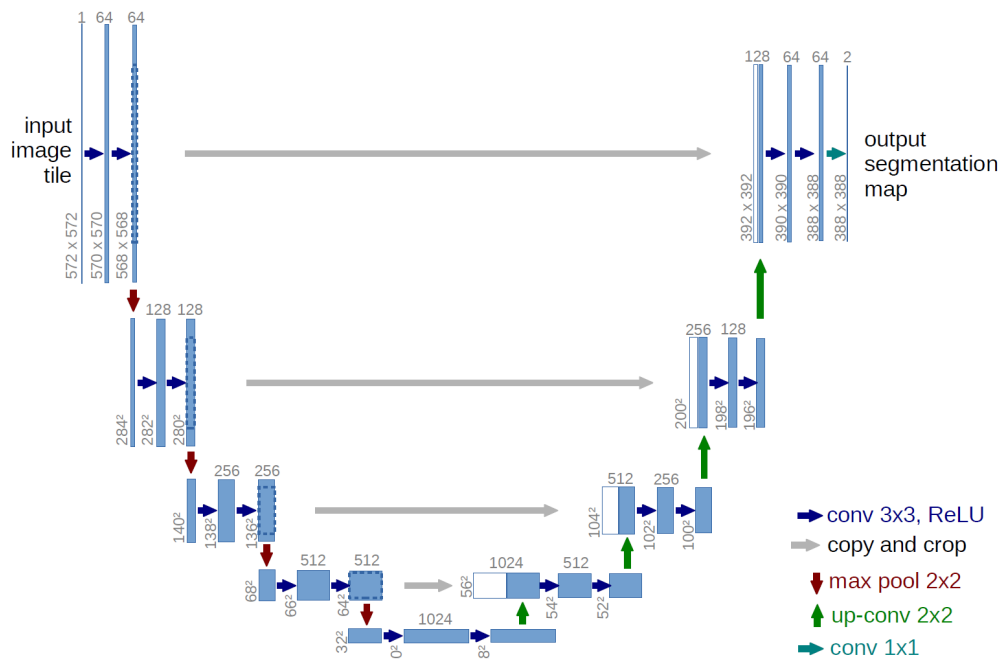 1 64 64
128 64 64 2
input
image
tile
output
segmentation
map
572 x 572
570 x 570
568 x 568
392 x 392
390 x 390
388 x 388
388 x 388
128 128
256 128
284²
282²
280²
200²
198²
196²
256 256
512 256
140²
138²
136²
104²
102²
100²
512 512
1024 512
68²
66²
64²
56²
54²
52²
1024
32²
0²
8²
conv 3x3, ReLU
copy and crop
max pool 2x2
up-conv 2x2
conv 1x1